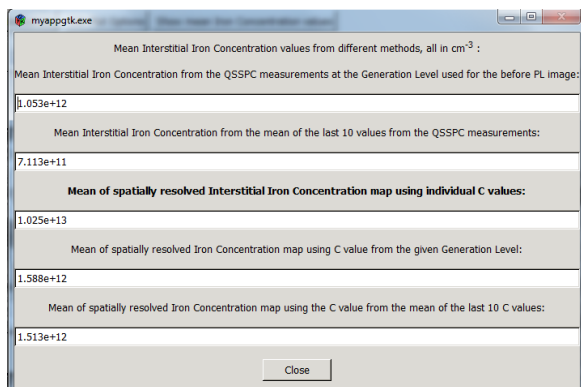 myappgtk.exe
Mean Interstitial Iron Concentration values from different methods, all in cm⁻³ :
Mean Interstitial Iron Concentration from the QSSPC measurements at the Generation Level used for the before PL image:
1.053e+12
Mean Interstitial Iron Concentration from the mean of the last 10 values from the QSSPC measurements:
7.113e+11
Mean of spatially resolved Interstitial Iron Concentration map using individual C values:
1.025e+13
Mean of spatially resolved Iron Concentration map using C value from the given Generation Level:
1.588e+12
Mean of spatially resolved Iron Concentration map using the C value from the mean of the last 10 C values:
1.513e+12
Close